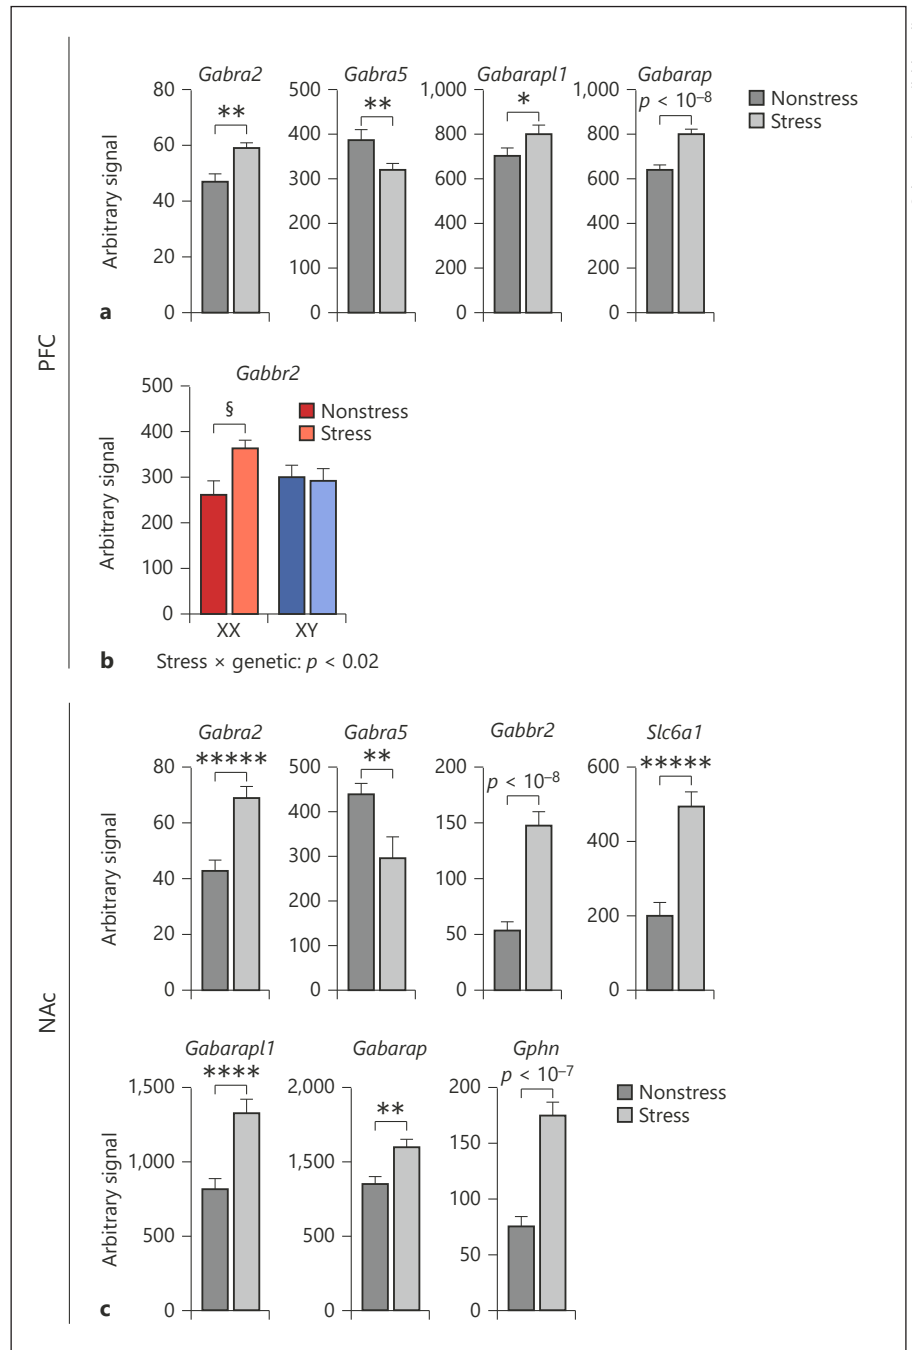 PFC
Gabra2
Gabra5
Gabarapl1
Gabarap
** ** * p < 10–8
Nonstress
Stress
Arbitrary signal
80
60
40
20
0
500
400
300
200
100
0
1,000
800
600
400
200
0
1,000
800
600
400
200
0
a
Gabbr2
§
Nonstress
Stress
Arbitrary signal
500
400
300
200
100
0
XX XY
b Stress × genetic: p < 0.02
NAc
Gabra2
Gabra5
Gabbr2
Slc6a1
***** ** p < 10–8 *****
Arbitrary signal
80
60
40
20
0
500
400
300
200
100
0
200
150
100
50
0
600
400
200
0
Gabarapl1
Gabarap
Gphn
**** ** p < 10–7
Nonstress
Stress
Arbitrary signal
1,500
1,000
500
0
2,000
1,500
500
0
200
150
100
50
0
c